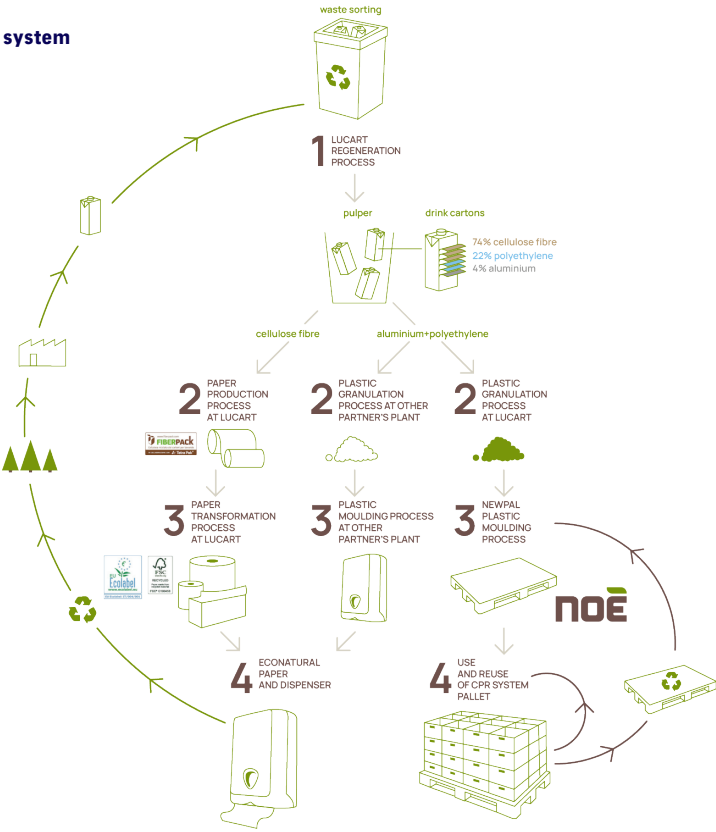 waste sorting
system
1 LUCART
REGENERATION
PROCESS
pulper
drink cartons
74% cellulose fibre
22% polyethylene
4% aluminium
cellulose fibre
aluminium+polyethylene
2 PAPER
PRODUCTION
PROCESS
AT LUCART
2 PLASTIC
GRANULATION
PROCESS AT OTHER
PARTNER'S PLANT
2 PLASTIC
GRANULATION
PROCESS
AT LUCART
FIBERPACK
3 PAPER
TRANSFORMATION
PROCESS
AT LUCART
3 PLASTIC
MOULDING PROCESS
AT OTHER
PARTNER'S PLANT
3 NEWPAL
PLASTIC
MOULDING
PROCESS
EU
Ecolabel
FSC
NOĒ
4 ECONATURAL
PAPER
AND DISPENSER
4 USE
AND REUSE
OF CPR SYSTEM
PALLET